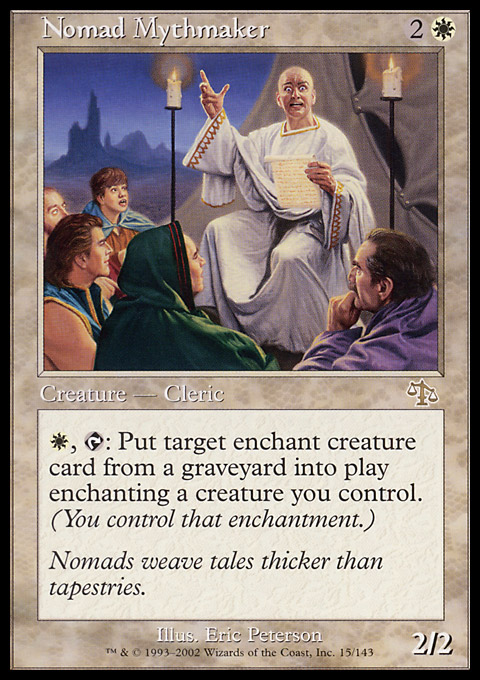 Nomad Mythmaker 2
Creature — Cleric
, : Put target enchant creature
card from a graveyard into play
enchanting a creature you control.
(You control that enchantment.)
Nomads weave tales thicker than
tapestries.
Illus. Eric Peterson
™ & © 1993–2002 Wizards of the Coast, Inc. 15/143
2/2